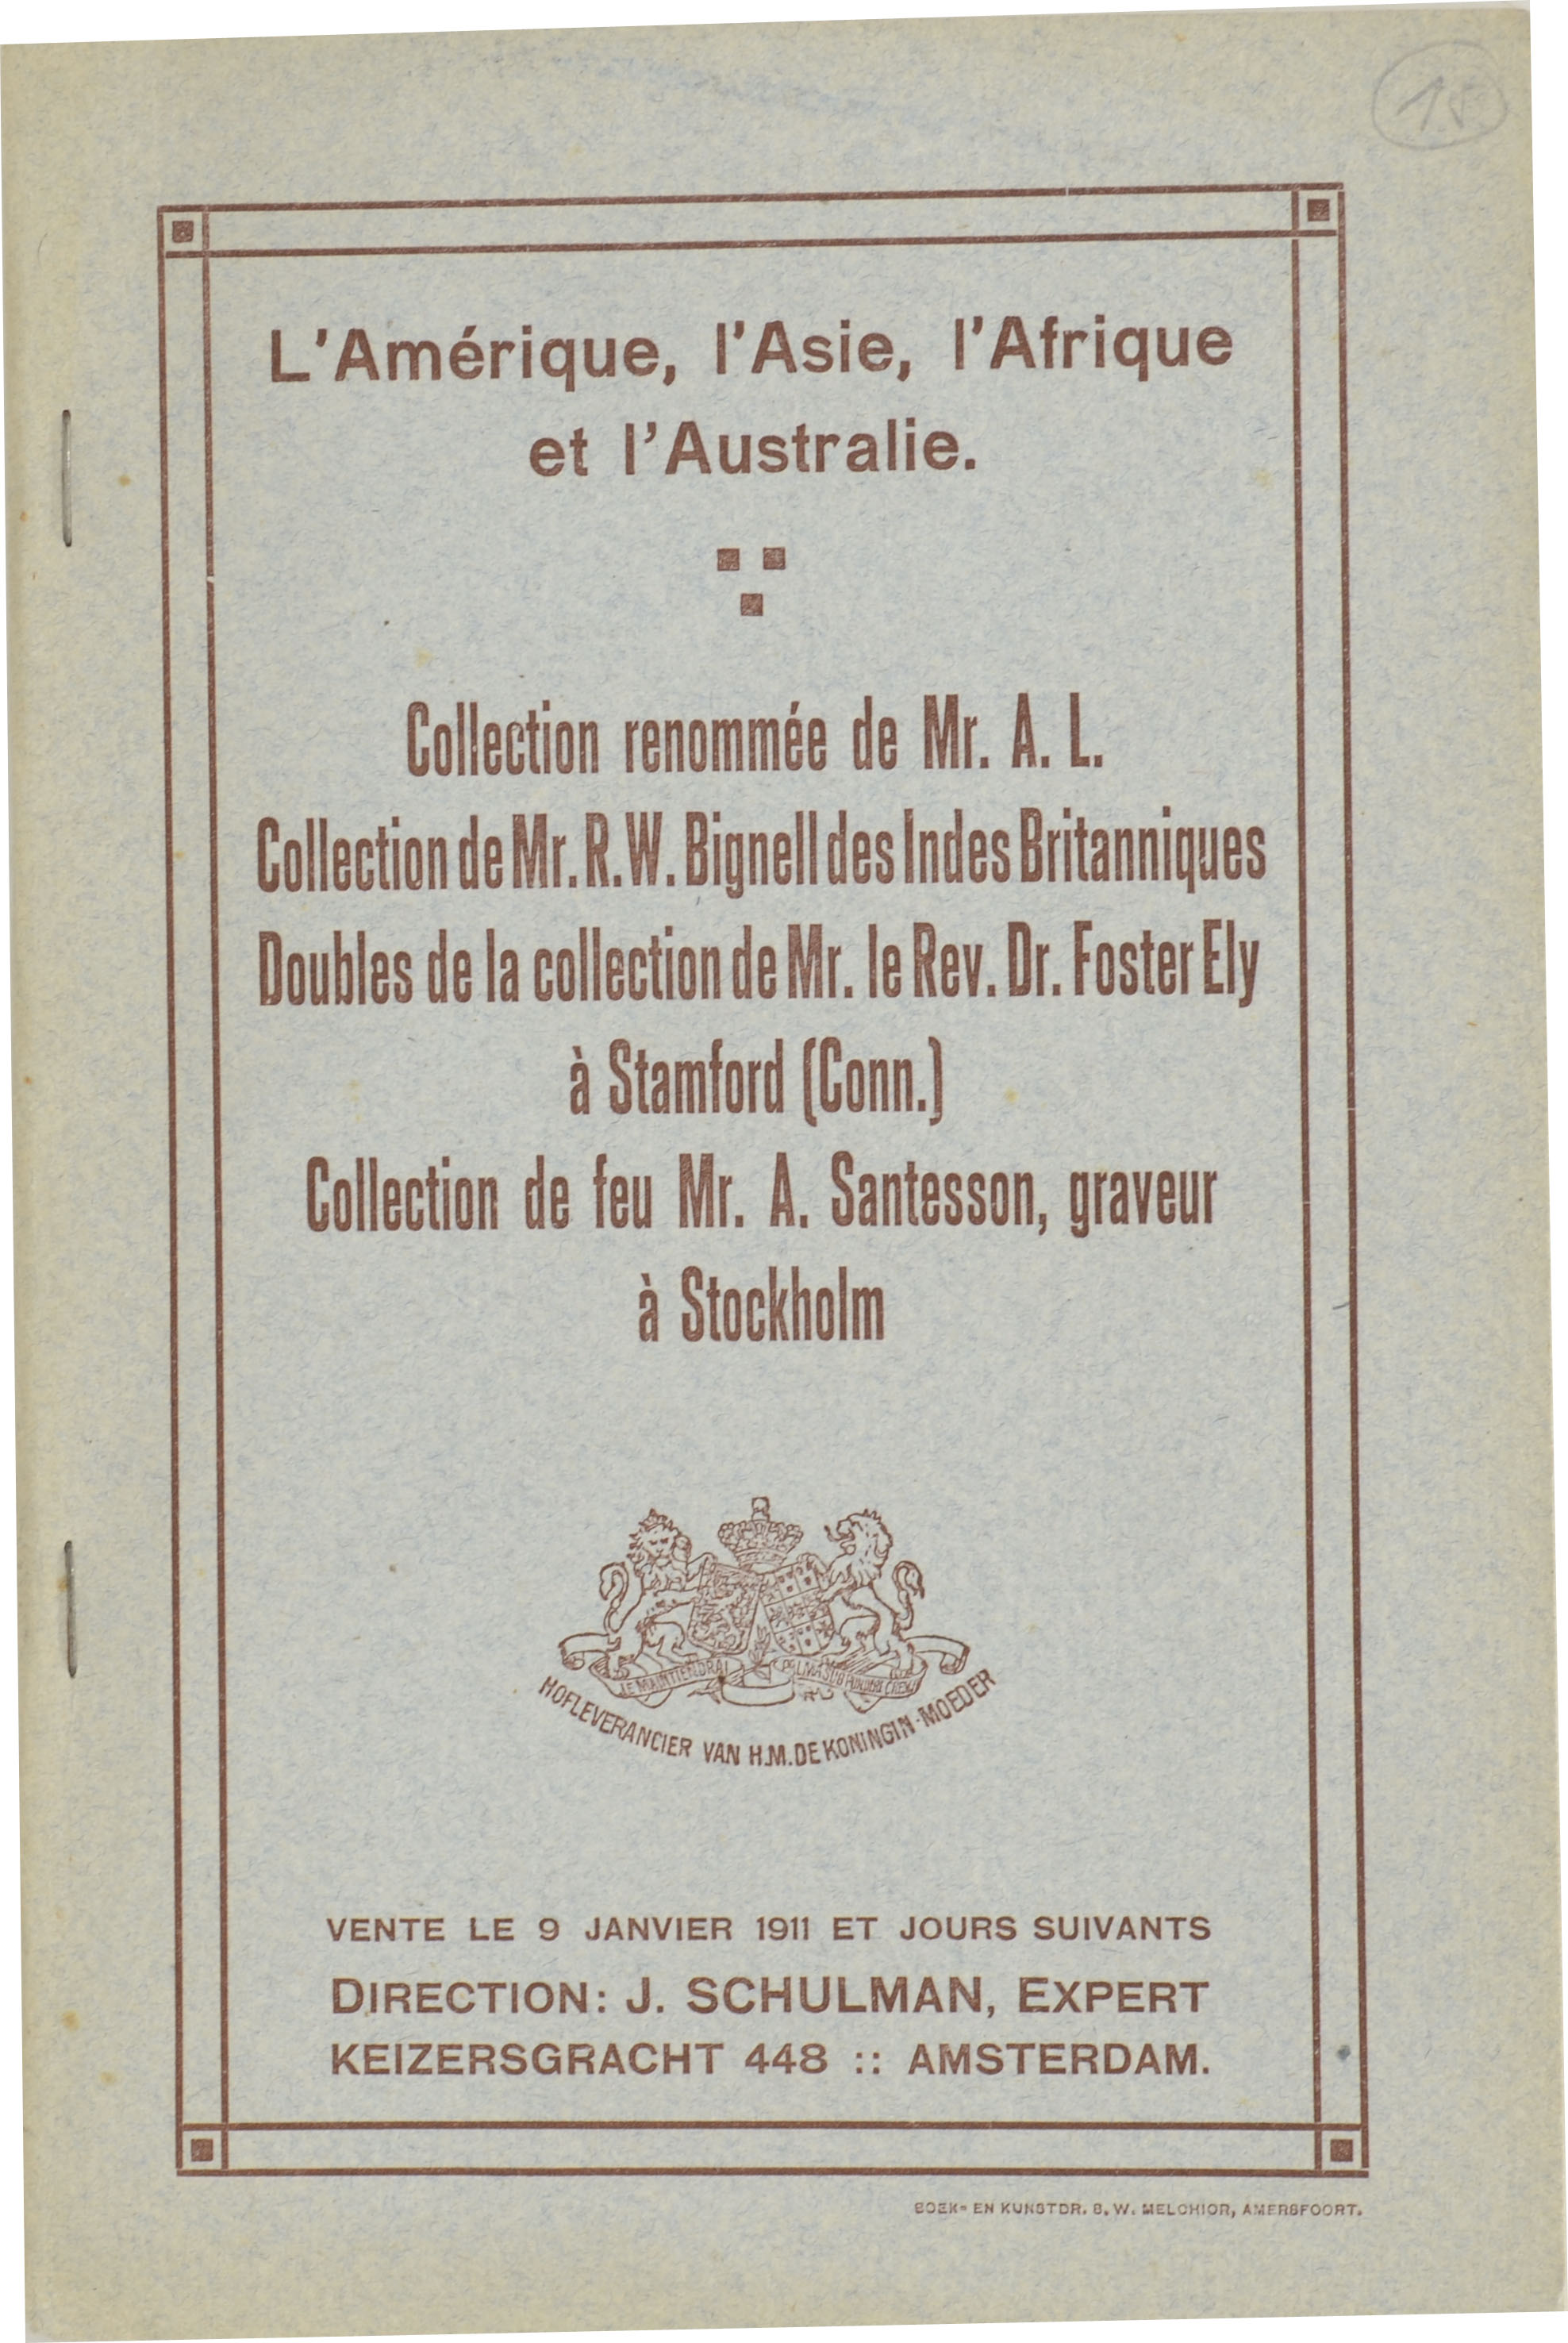 15
L'Amérique, l'Asie, l'Afrique
et l'Australie.
Collection renommée de Mr. A. L.
Collection de Mr. R. W. Bignell des Indes Britanniques
Doubles de la collection de Mr. le Rev. Dr. Foster Ely
à Stamford (Conn.)
Collection de feu Mr. A. Santesson, graveur
à Stockholm
JE MAINTIENDRAI
HOFLEVERANCIER VAN H.M. DE KONINGIN-MOEDER
VENTE LE 9 JANVIER 1911 ET JOURS SUIVANTS
DIRECTION: J. SCHULMAN, EXPERT
KEIZERSGRACHT 448 :: AMSTERDAM.
BOEK- EN KUNSTDR. S. W. MELCHIOR, AMERSFOORT.